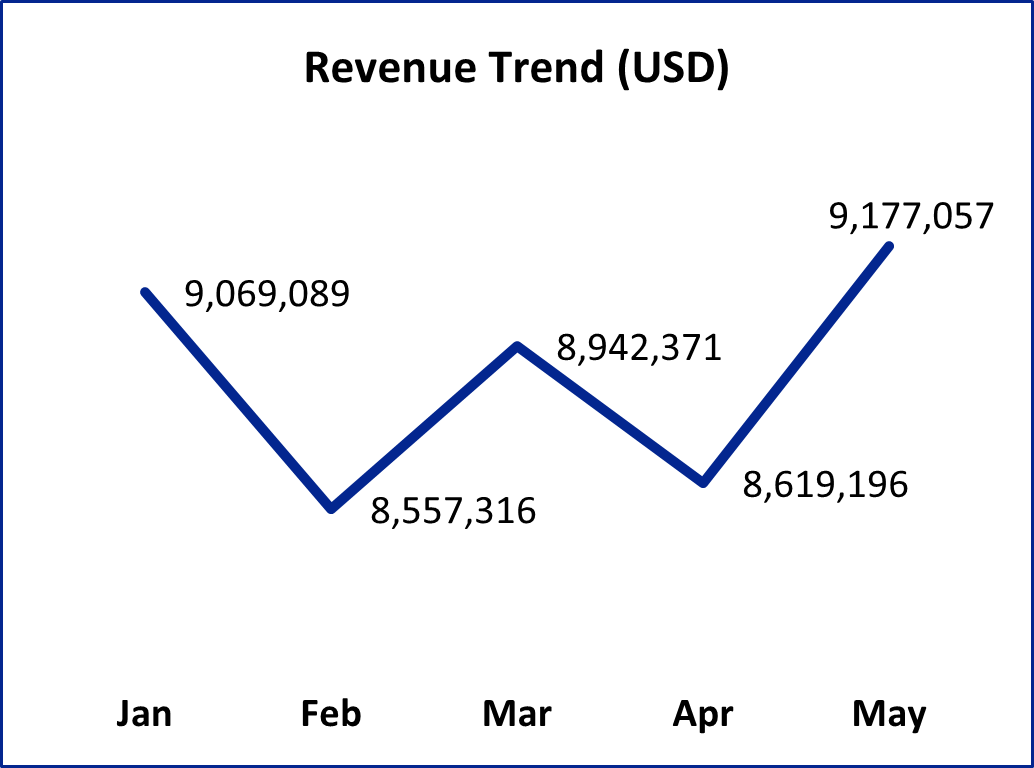 Revenue Trend (USD)
9,177,057
9,069,089
8,942,371
8,619,196
8,557,316
Jan Feb Mar Apr May